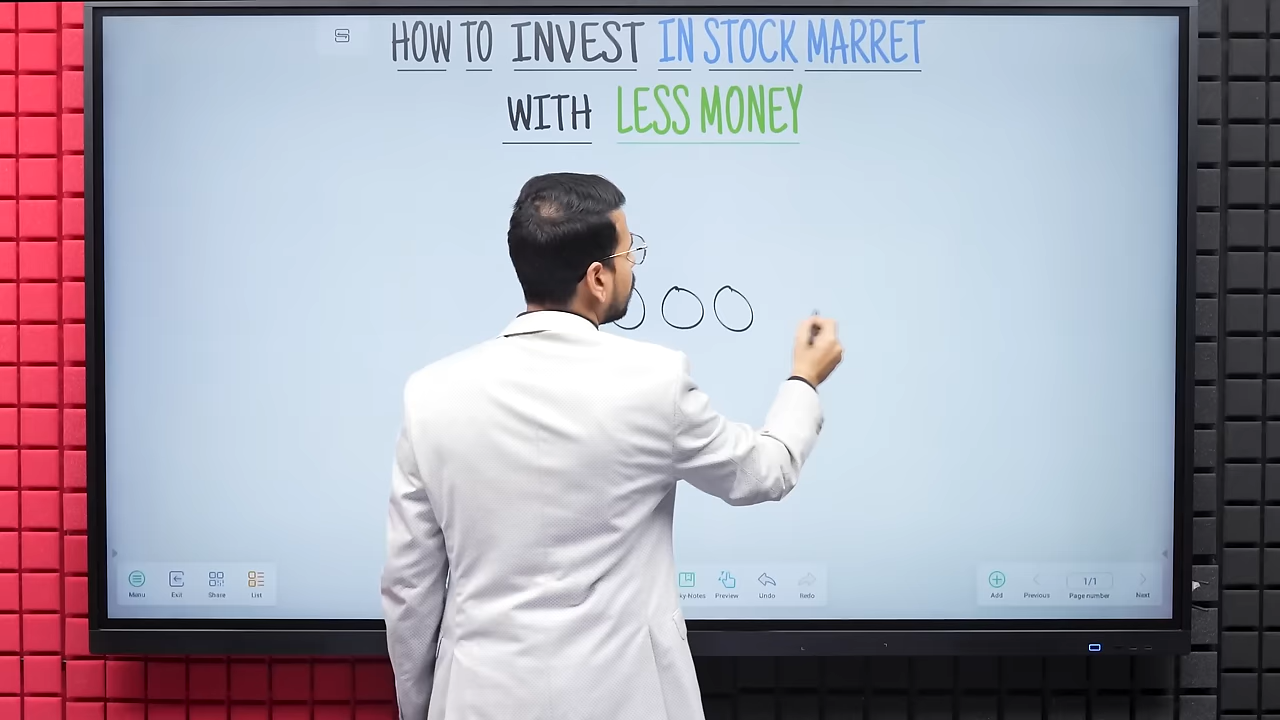 HOW TO INVEST IN STOCK MARRET
WITH LESS MONEY
Menu Exit Share List ky-Notes Preview Undo Redo Add Previous 1/1 Page number Next